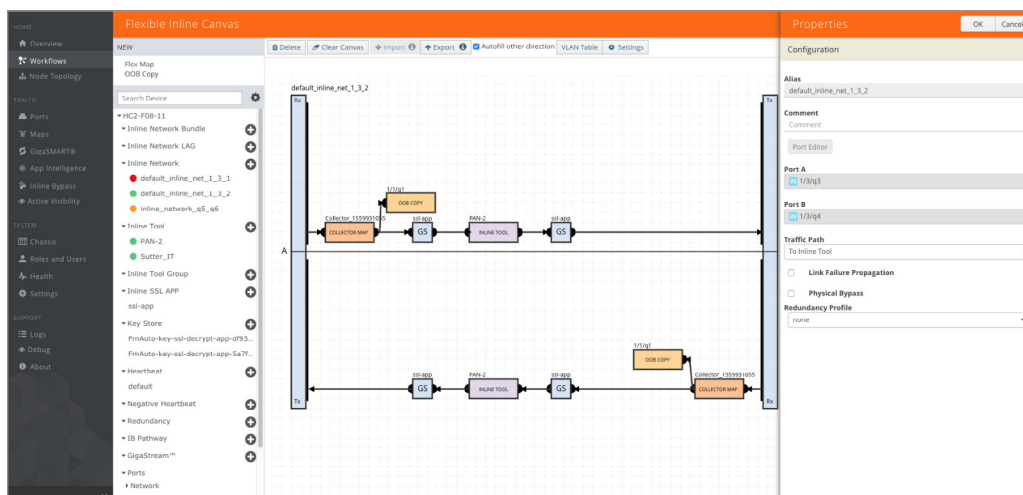 HOME
Overview
Workflows
Node Topology
TRAFFIC
Ports
Maps
GigaSMART®
App Intelligence
Inline Bypass
Active Visibility
SYSTEM
Chassis
Roles and Users
Health
Settings
SUPPORT
Logs
Debug
About
Flexible Inline Canvas
NEW
Flex Map
OOB Copy
Search Device
HC2-F08-11
Inline Network Bundle
Inline Network LAG
Inline Network
default_inline_net_1_3_1
default_inline_net_1_3_2
inline_network_q5_q6
Inline Tool
PAN-2
Sutter_IT
Inline Tool Group
Inline SSL APP
ssl-app
Key Store
FmAuto-key-ssl-decrypt-app-df93...
FmAuto-key-ssl-decrypt-app-5a7f...
Heartbeat
default
Negative Heartbeat
Redundancy
IB Pathway
GigaStream™
Ports
Network
Delete Clear Canvas Import Export Autofill other direction VLAN Table Settings
default_inline_net_1_3_2
Rx Tx
1/1/g1
OOB COPY
Collector_1559931055 ssl-app PAN-2 ssl-app
COLLECTOR MAP GS INLINE TOOL GS
A
1/1/g1
OOB COPY
ssl-app PAN-2 ssl-app Collector_1559931055
GS INLINE TOOL GS COLLECTOR MAP
Tx Rx
Properties OK Cancel
Configuration
Alias
default_inline_net_1_3_2
Comment
Comment
Port Editor
Port A
IN 1/3/q3
Port B
IN 1/3/q4
Traffic Path
To Inline Tool
Link Failure Propagation
Physical Bypass
Redundancy Profile
none